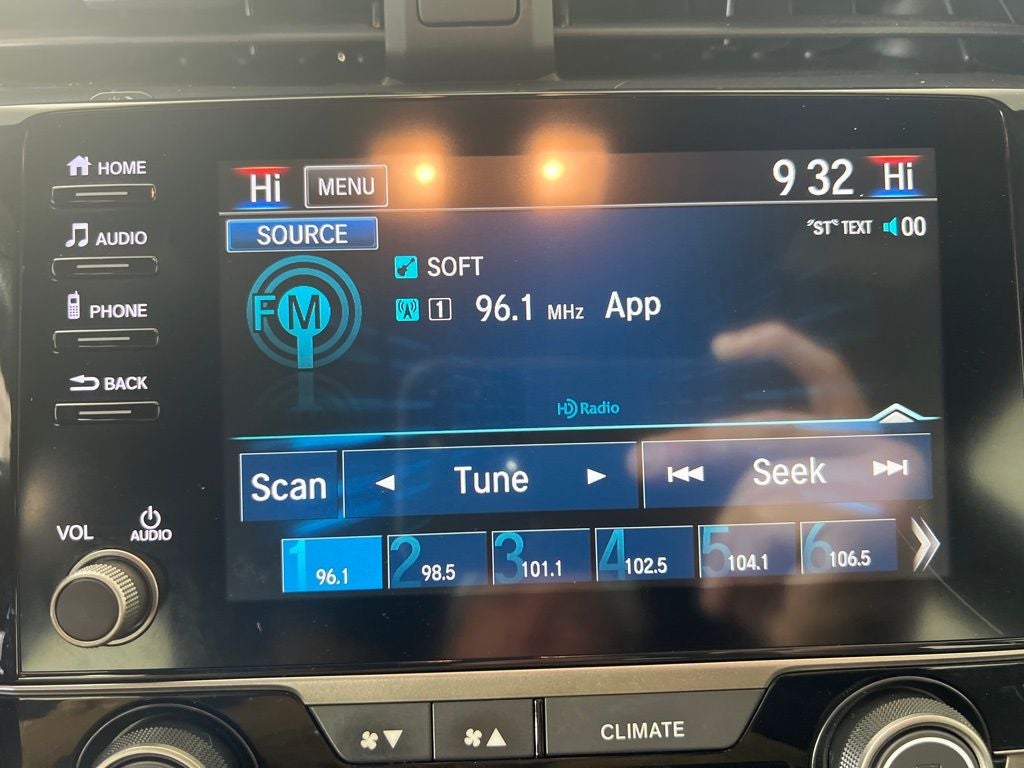 HOME
AUDIO
PHONE
BACK
VOL
AUDIO
Hi MENU 9 32 Hi
SOURCE "ST" TEXT 00
FM
SOFT
1 96.1 MHz App
HD Radio
Scan Tune Seek
1 96.1 2 98.5 3 101.1 4 102.5 5 104.1 6 106.5
CLIMATE